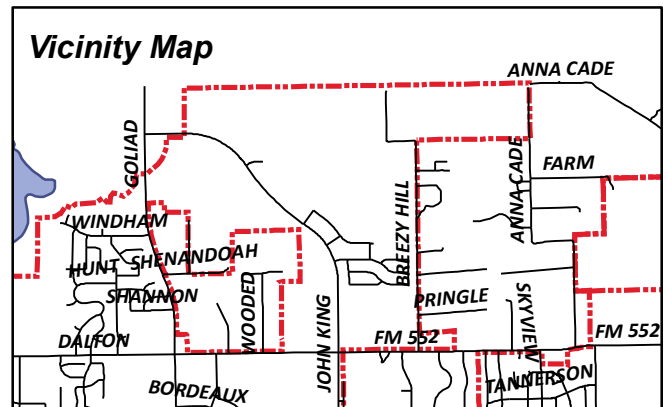 Vicinity Map
ANNA CADE
GOLIAD
ANNA CADE
FARM
WINDHAM
BREEZY HILL
SHENANDOAH
HUNT
SHANNON
WOODED
PRINGLE
SKYVIEW
JOHN KING
DALTON
FM 552
FM 552
BORDEAUX
TANNERSON